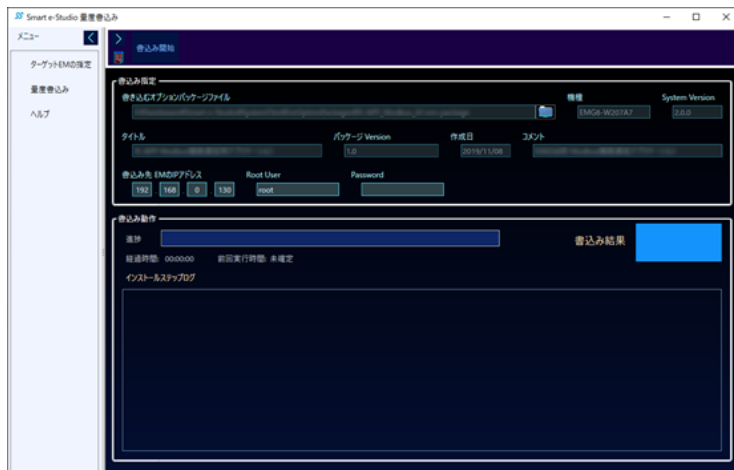 Smart e-Studio 量産書込み
メニュー
ターゲットEMの指定
量産書込み
ヘルプ
書込み開始
書込み指定
書き込むオプションパッケージファイル
機種
System Version
EMG8-W207A7
2.0.0
タイトル
パッケージ Version
作成日
コメント
1.0
2019/11/08
書込み先 EMのIPアドレス
Root User
Password
192 . 168 . 0 . 130
root
書込み動作
進捗
書込み結果
経過時間: 00:00:00
前回実行時間: 未確定
インストールステップログ